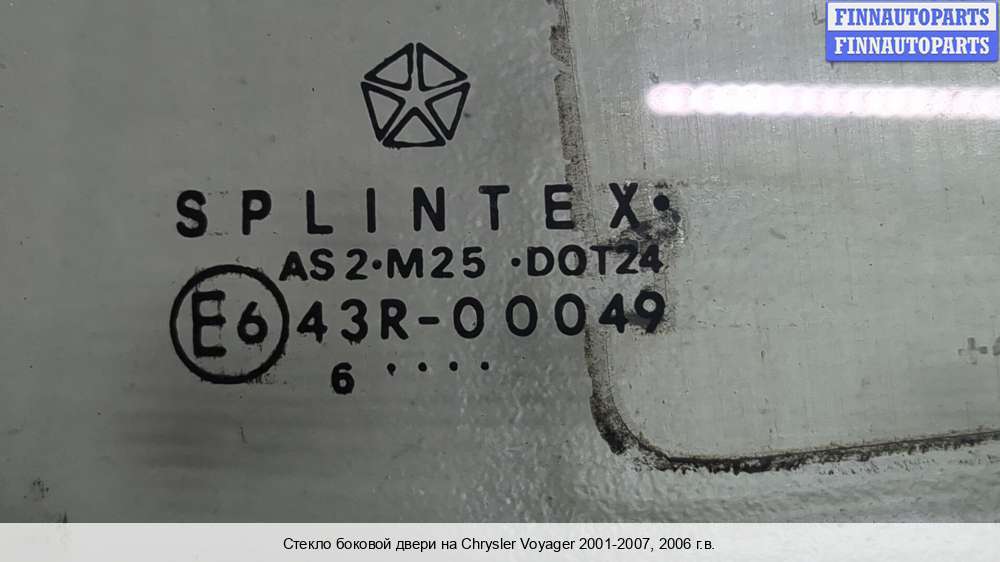 FINNAUTOPARTS
FINNAUTOPARTS
SPLINTEX
AS2·M25 ·DOT24
E6 43R-00049
6 ····
Стекло боковой двери на Chrysler Voyager 2001-2007, 2006 г.в.